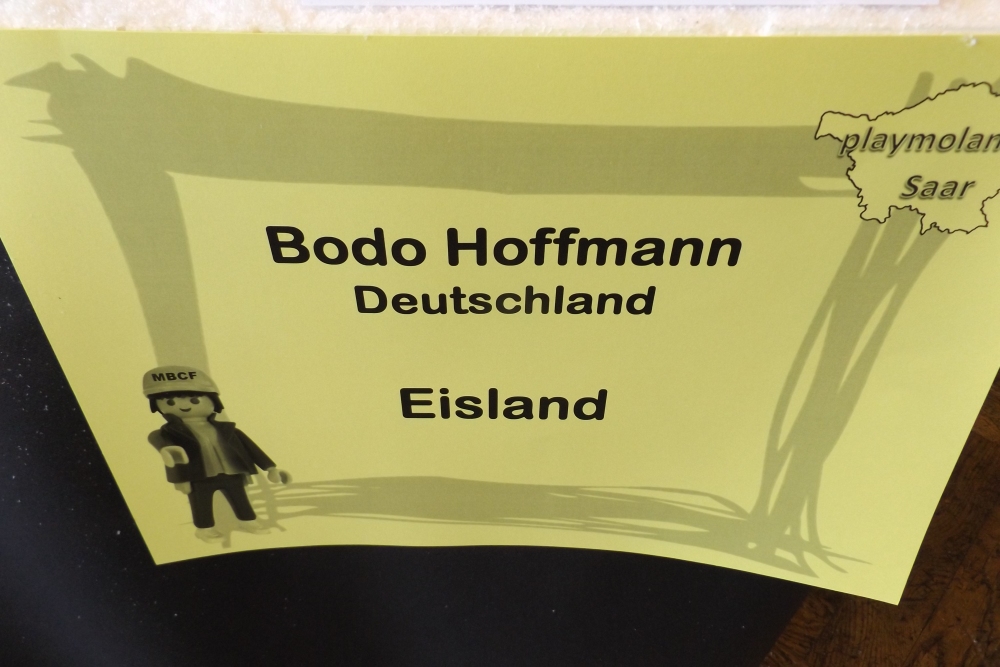 playmolan
Saar
Bodo Hoffmann
Deutschland
Eisland
MBCF